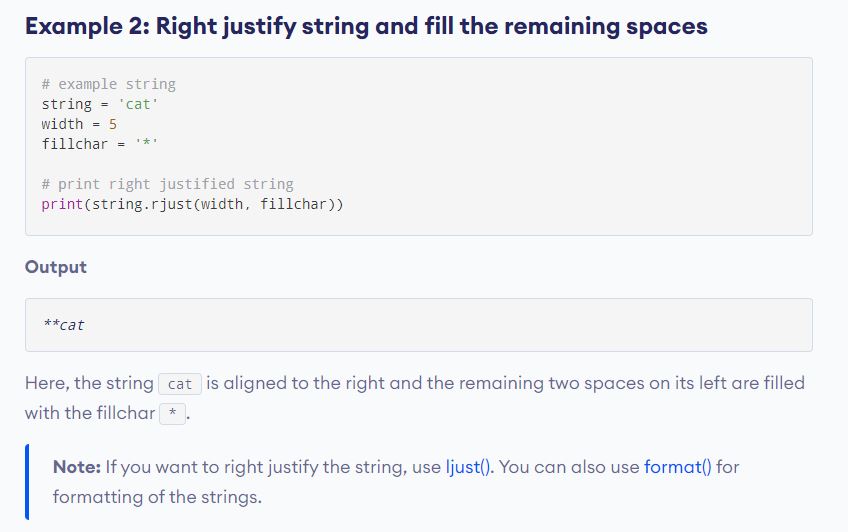 Example 2: Right justify string and fill the remaining spaces
# example string
string = 'cat'
width = 5
fillchar = '*'
# print right justified string
print(string.rjust(width, fillchar))
Output
**cat
Here, the string cat is aligned to the right and the remaining two spaces on its left are filled
with the fillchar * .
Note: If you want to right justify the string, use ljust(). You can also use format() for
formatting of the strings.